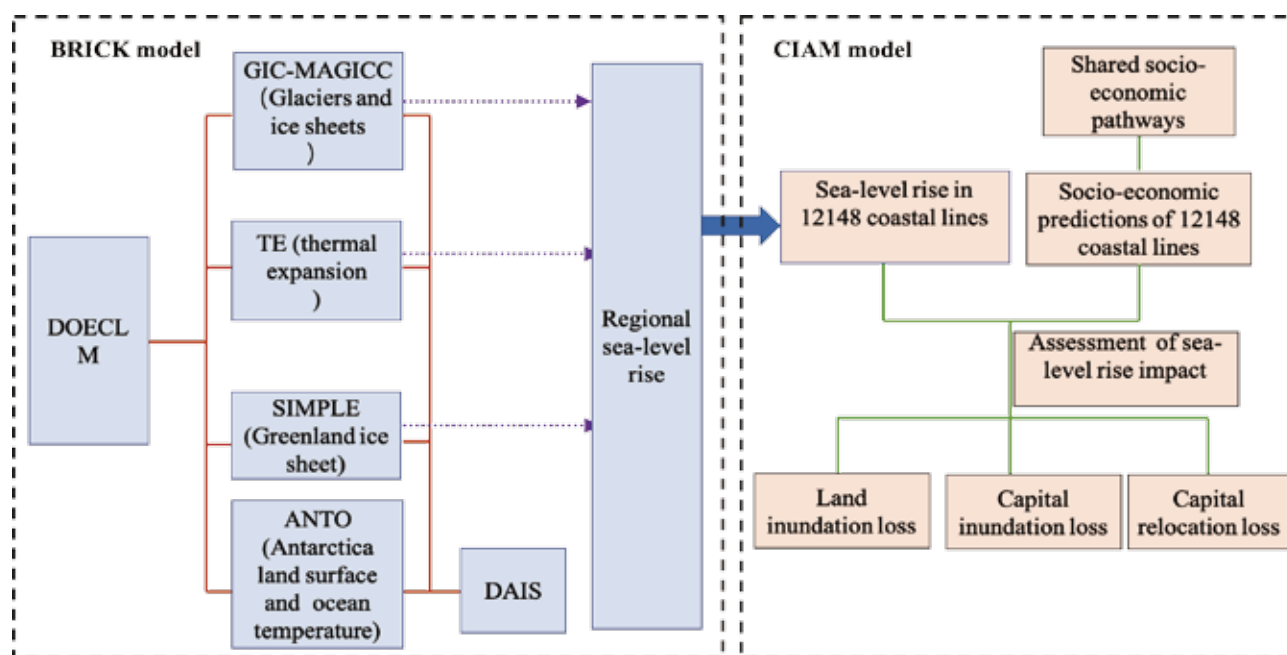 BRICK model
GIC-MAGICC
（Glaciers and
ice sheets
)
TE (thermal
expansion
)
DOECL
M
SIMPLE
(Greenland ice
sheet)
ANTO
(Antarctica
land surface
and ocean
temperature)
DAIS
Regional
sea-level
rise
CIAM model
Shared socio-
economic
pathways
Sea-level rise in
12148 coastal lines
Socio-economic
predictions of 12148
coastal lines
Assessment of sea-
level rise impact
Land
inundation loss
Capital
inundation loss
Capital
relocation loss